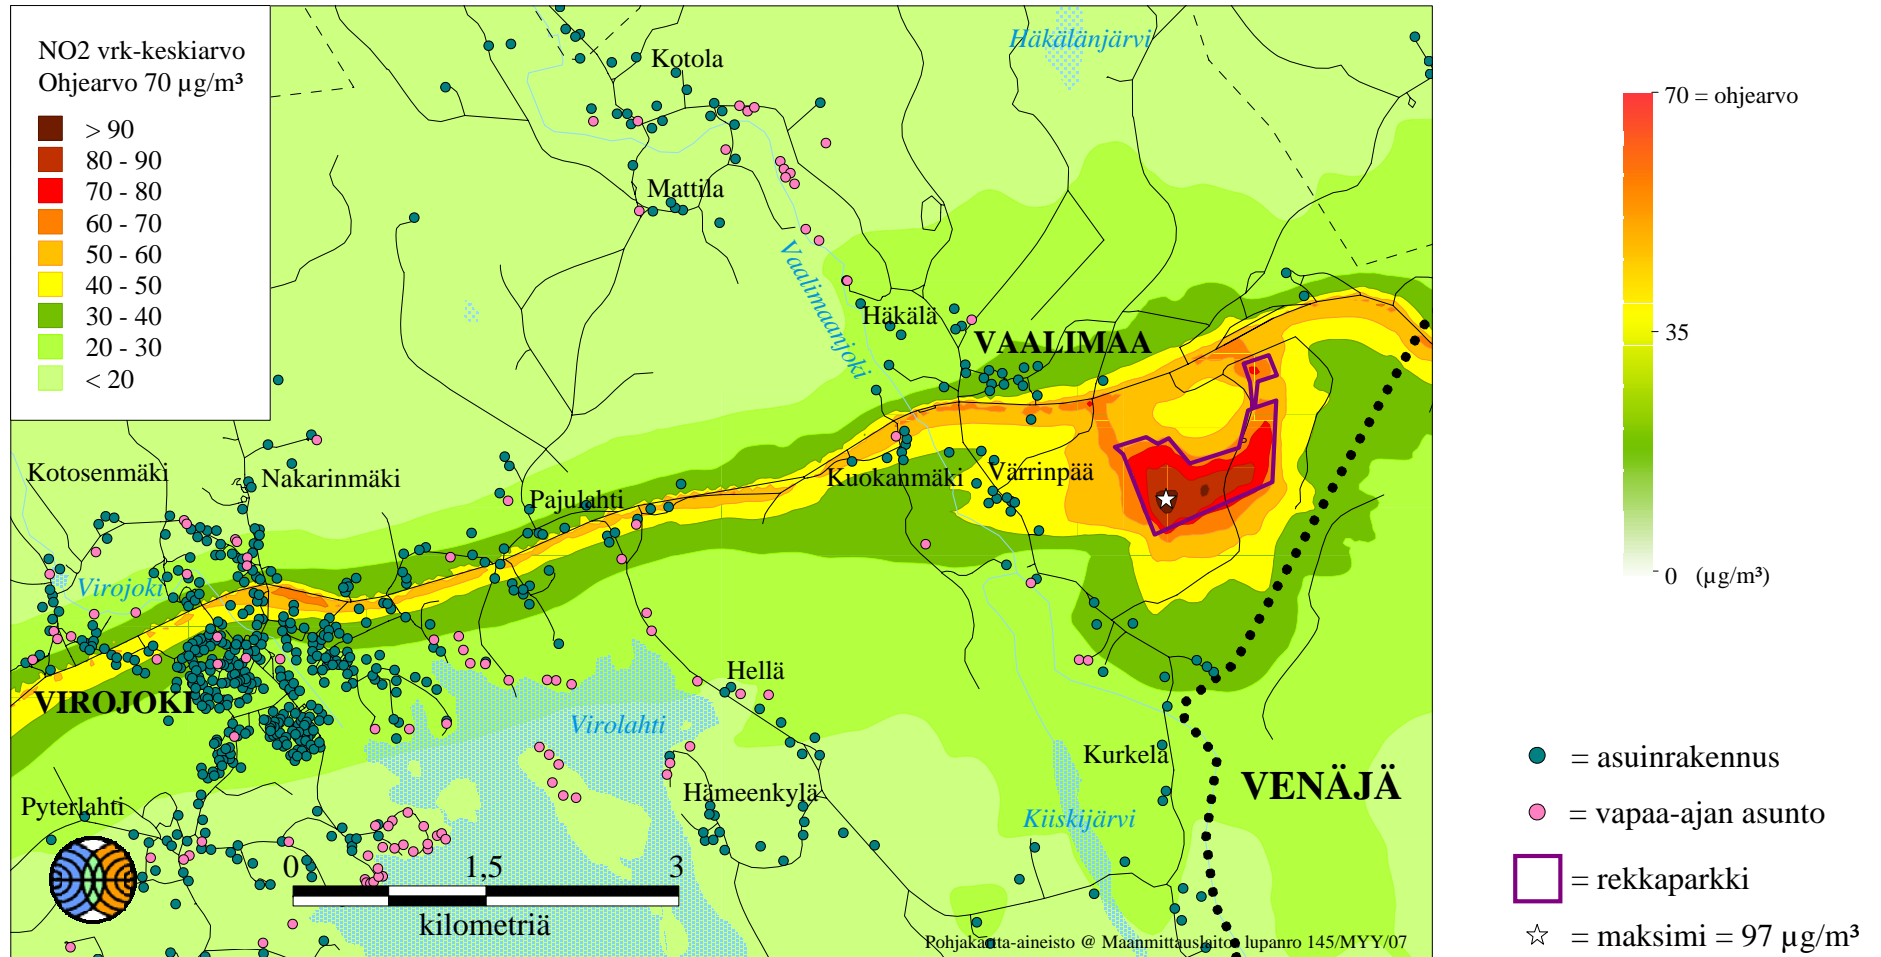 NO2 vrk-keskiarvo
Ohjearvo 70 µg/m³
> 90
80 - 90
70 - 80
60 - 70
50 - 60
40 - 50
30 - 40
20 - 30
< 20
Kotola
Häkälänjärvi
Mattila
Vaalimaanjoki
Häkälä
VAALIMAA
Kotosenmäki
Nakarinmäki
Pajulahti
Kuokanmäki
Värrinpää
Virojoki
VIROJOKI
Hellä
Virolahti
Kurkela
VENÄJÄ
Pyterlahti
Hämeenkylä
Kiiskijärvi
0 1,5 3
kilometriä
Pohjakartta-aineisto @ Maanmittauslaitos lupanro 145/MYY/07
70 = ohjearvo
35
0 (µg/m³)
= asuinrakennus
= vapaa-ajan asunto
= rekkaparkki
= maksimi = 97 µg/m³